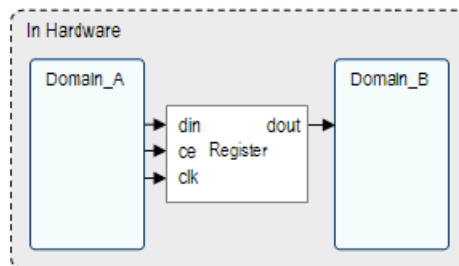 In Hardware
Domain_A
Domain_B
din dout
ce Register
clk